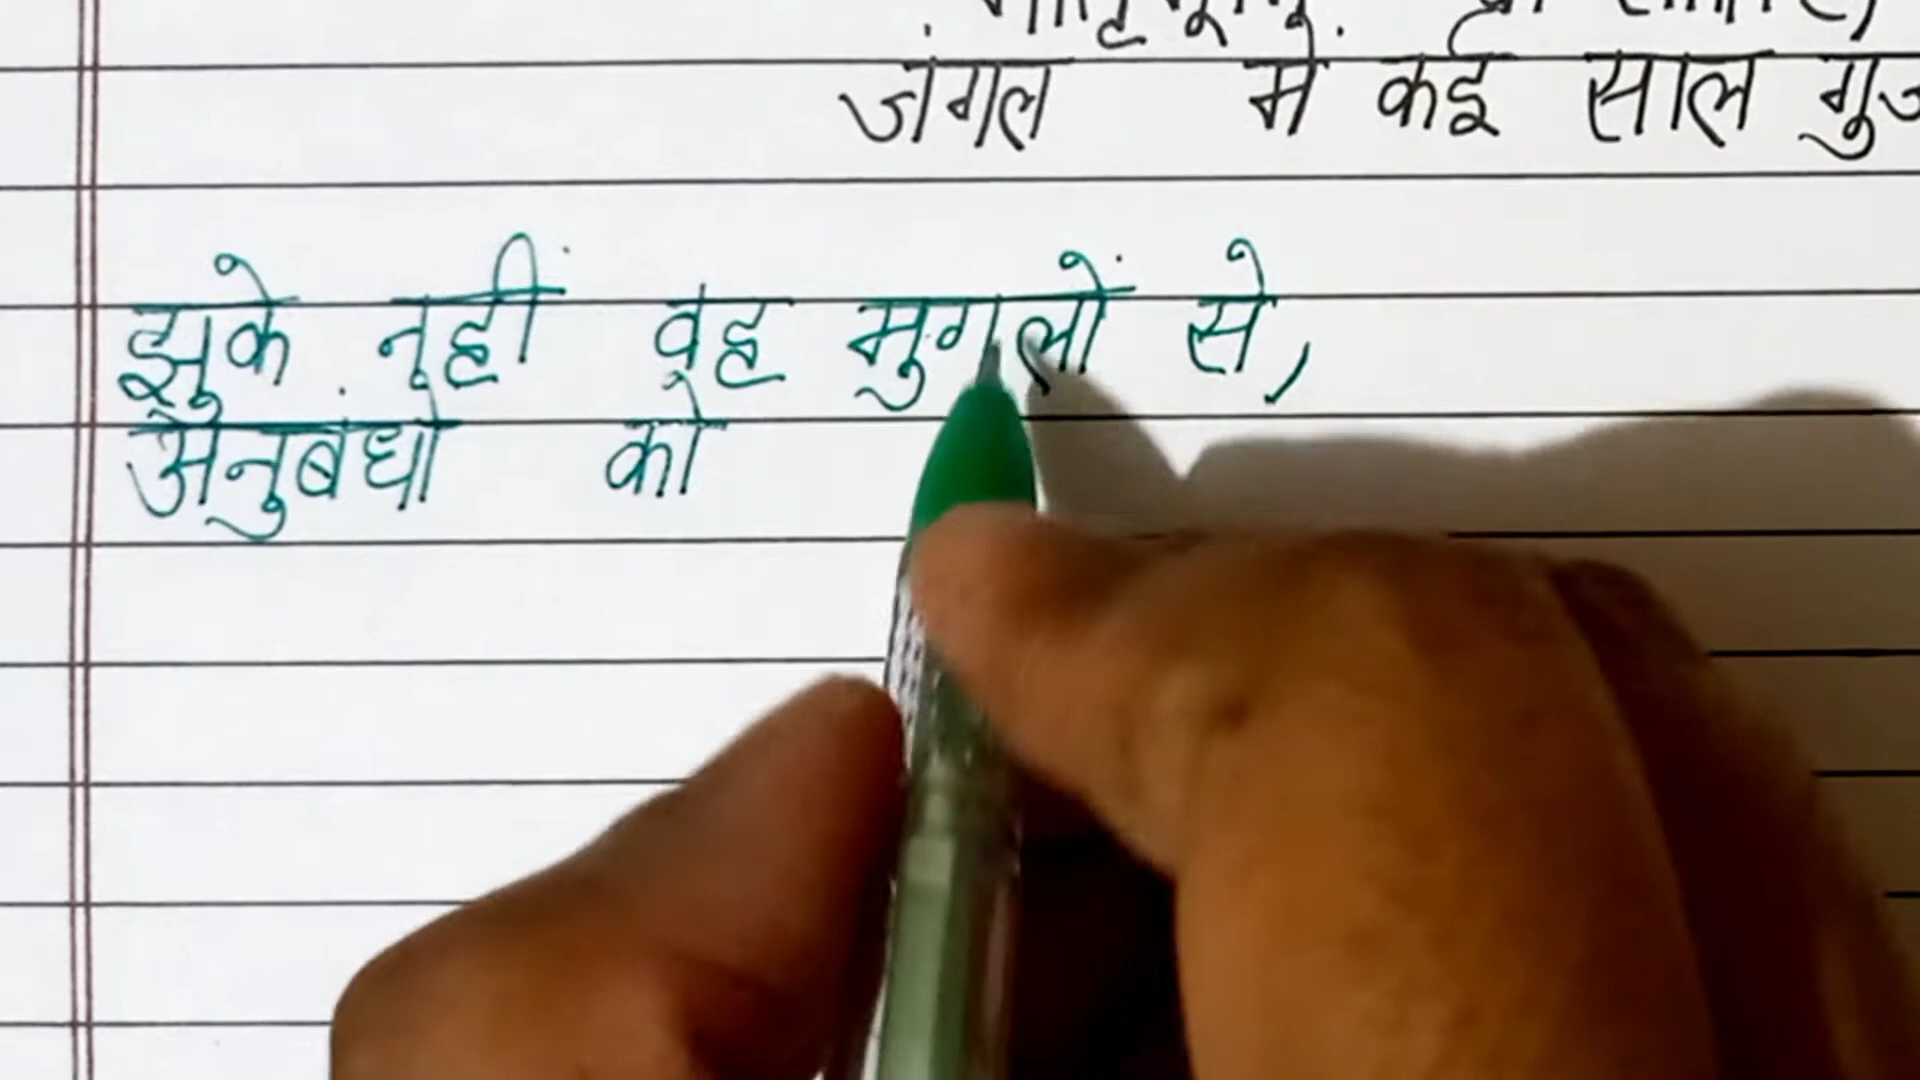 जंगल में कई साल
झुके नहीं वह मुगलों से,
अनुबंधों को